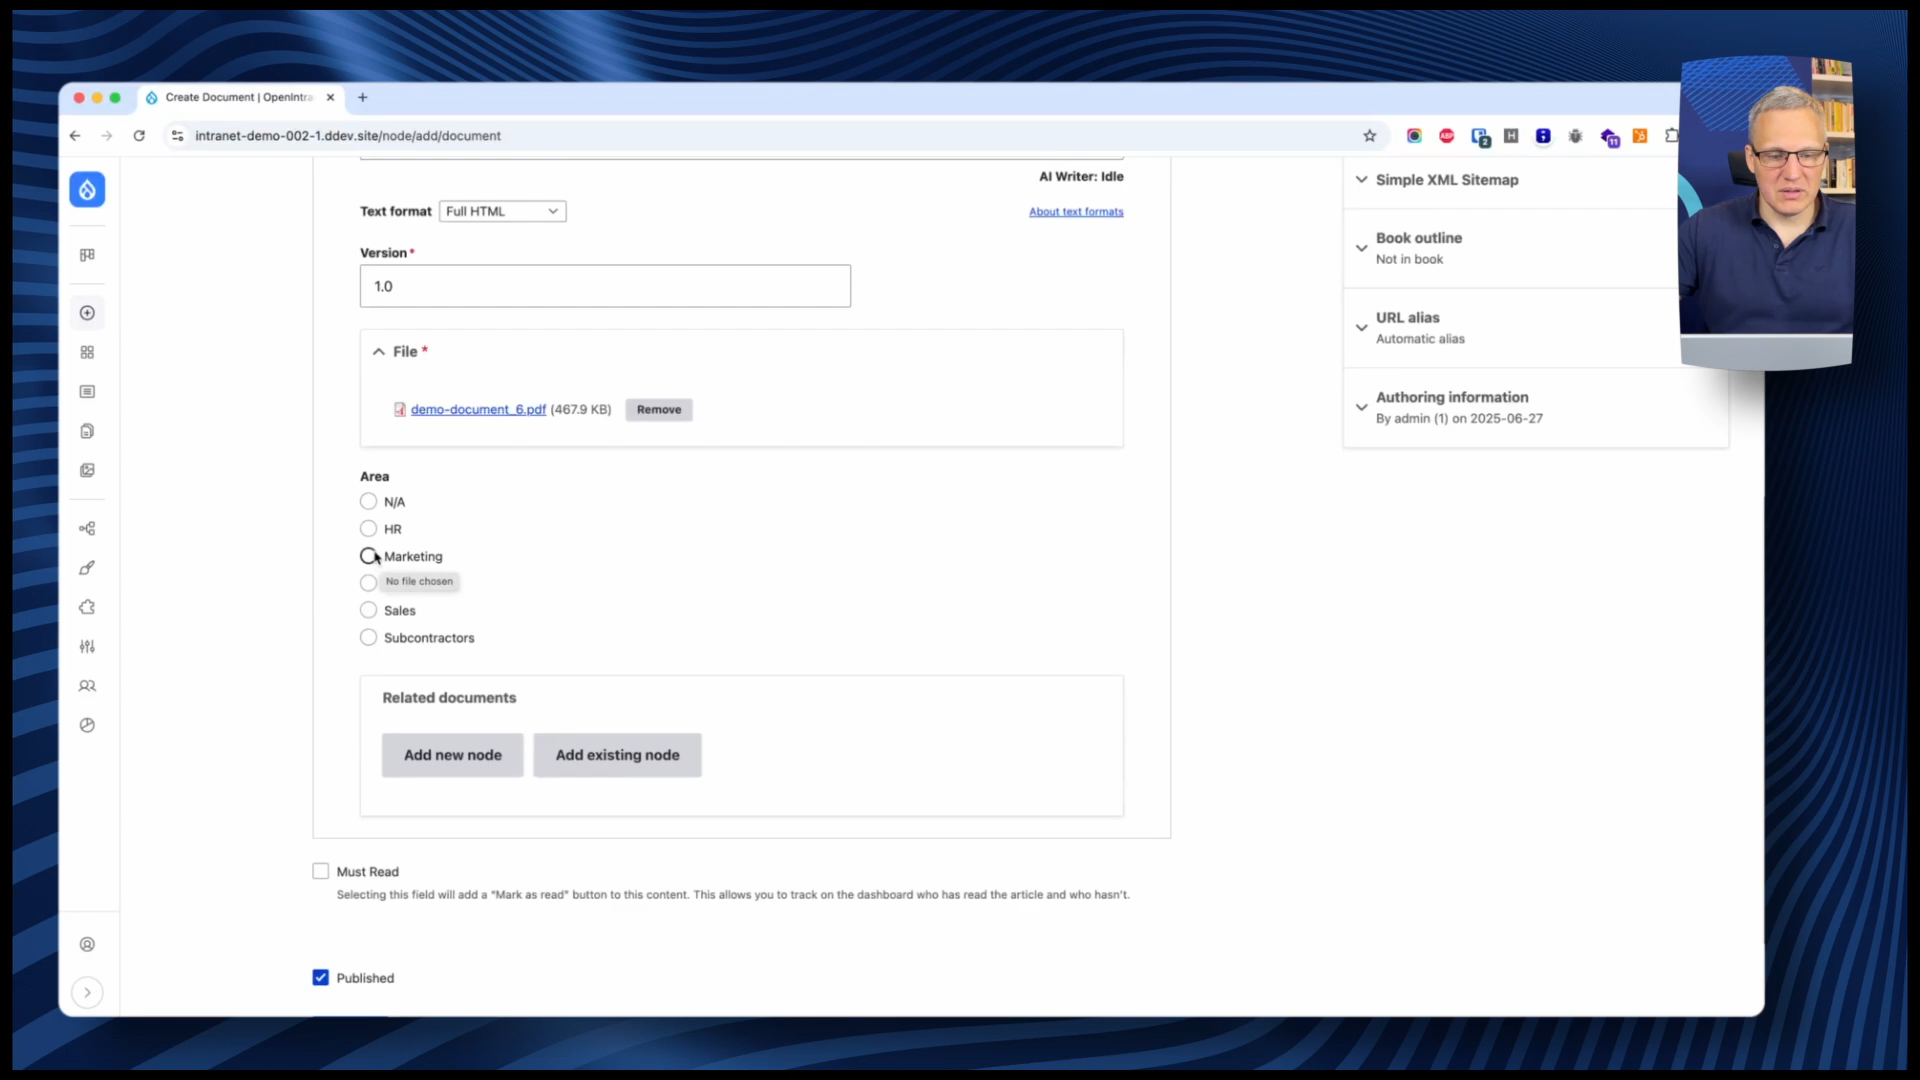 Create Document | OpenIntra
intranet-demo-002-1.ddev.site/node/add/document
ABP
2
H
11
AI Writer: Idle
Text format Full HTML About text formats
Version*
1.0
File *
demo-document_6.pdf (467.9 KB) Remove
Area
N/A
HR
Marketing
No file chosen
Sales
Subcontractors
Related documents
Add new node Add existing node
Must Read
Selecting this field will add a “Mark as read” button to this content. This allows you to track on the dashboard who has read the article and who hasn't.
Published
Simple XML Sitemap
Book outline
Not in book
URL alias
Automatic alias
Authoring information
By admin (1) on 2025-06-27